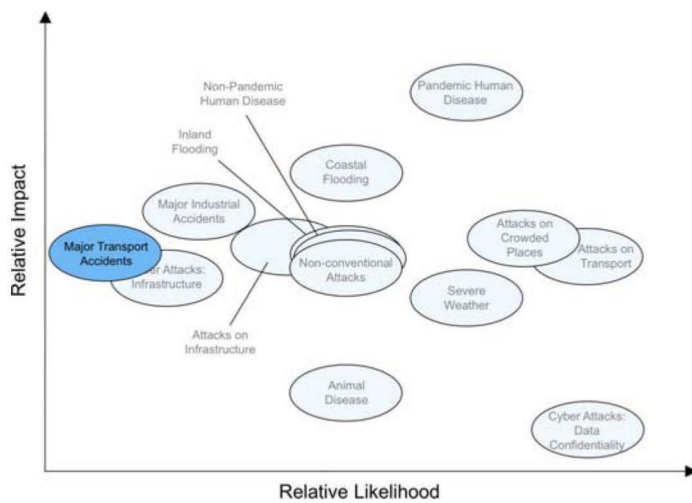 Relative Impact
Non-Pandemic
Human Disease
Pandemic Human
Disease
Inland
Flooding
Coastal
Flooding
Major Industrial
Accidents
Major Transport
Accidents
Attacks:
Infrastructure
Non-conventional
Attacks
Attacks on
Crowded
Places
Attacks on
Transport
Severe
Weather
Attacks on
Infrastructure
Animal
Disease
Cyber Attacks:
Data
Confidentiality
Relative Likelihood